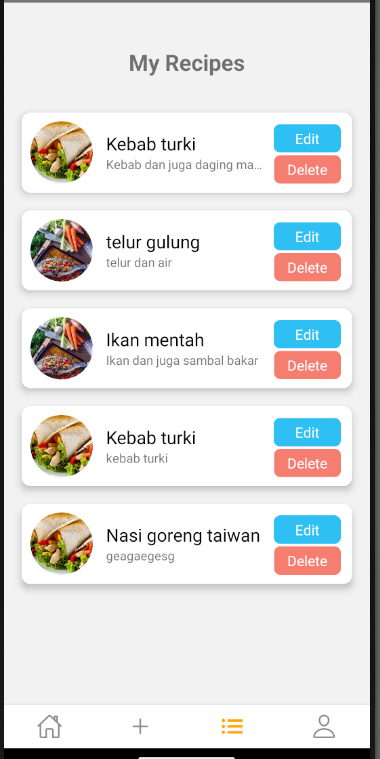 My Recipes
Kebab turki
Kebab dan juga daging ma...
Edit
Delete
telur gulung
telur dan air
Edit
Delete
Ikan mentah
Ikan dan juga sambal bakar
Edit
Delete
Kebab turki
kebab turki
Edit
Delete
Nasi goreng taiwan
geagaegesg
Edit
Delete